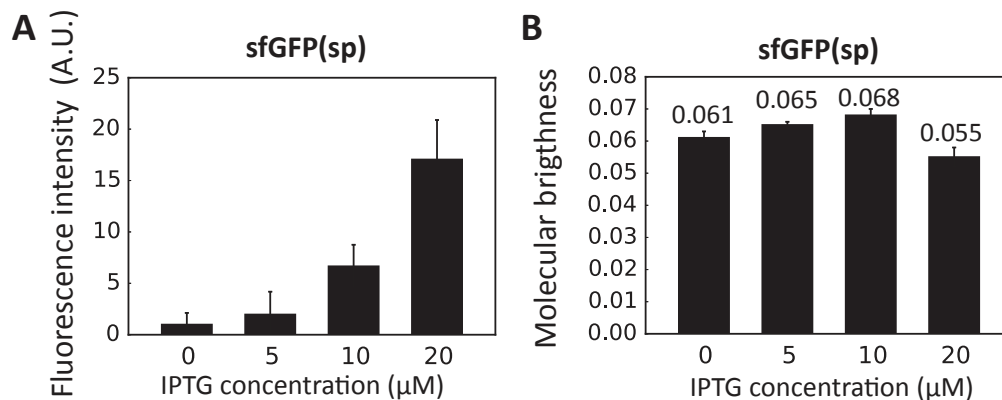 A
sfGFP(sp)
Fluorescence intensity (A.U.)
25
20
15
10
5
0
0 5 10 20
IPTG concentration (μM)
B
sfGFP(sp)
Molecular brigthness
0.08
0.07
0.06
0.05
0.04
0.03
0.02
0.01
0.00
0.061 0.065 0.068 0.055
0 5 10 20
IPTG concentration (μM)